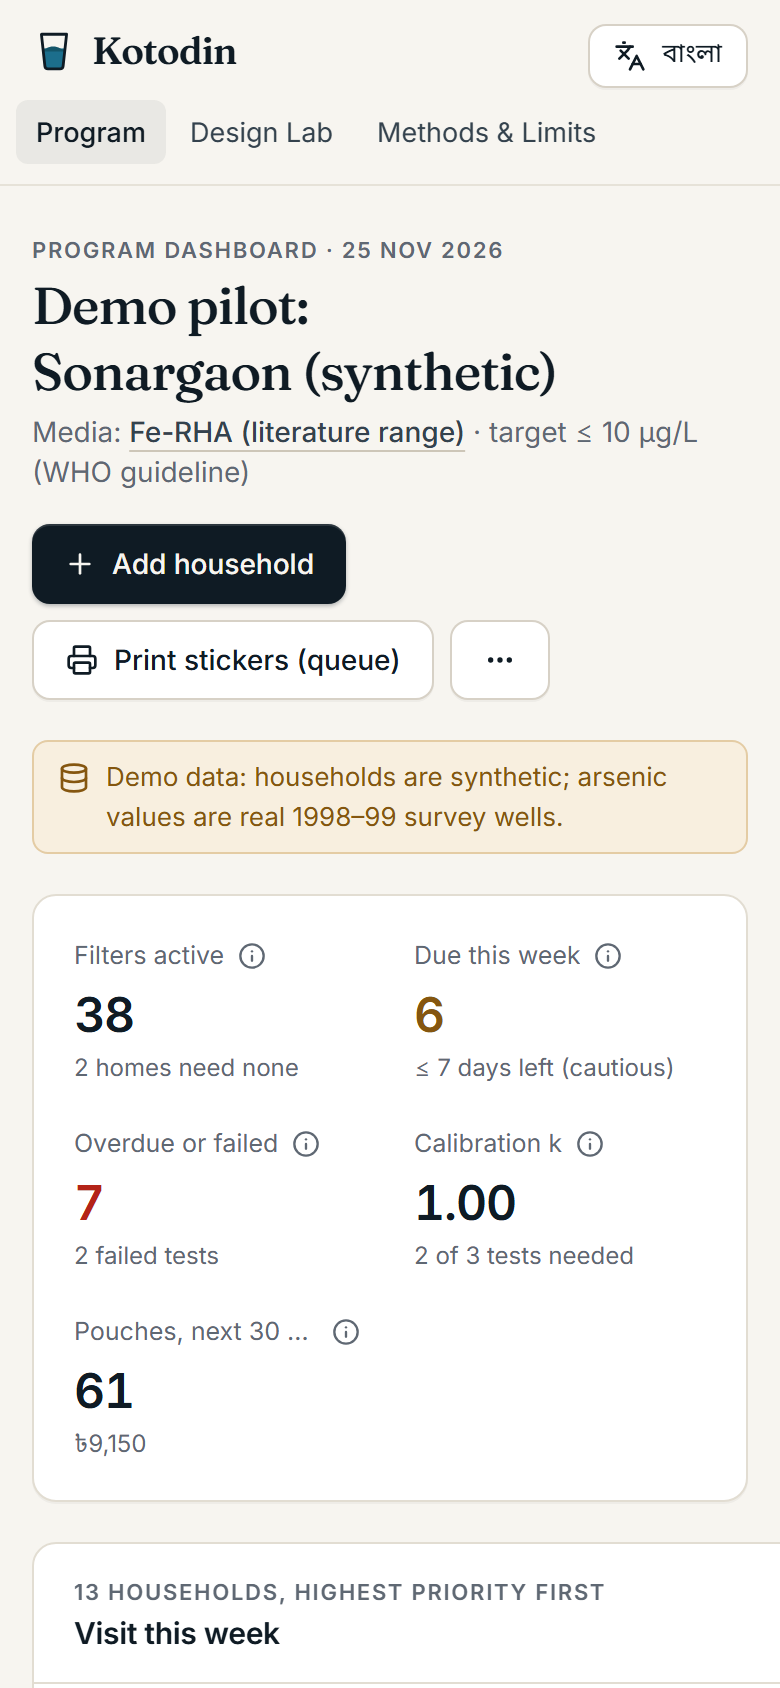 Kotodin
বাংলা
Program
Design Lab
Methods & Limits
PROGRAM DASHBOARD · 25 NOV 2026
Demo pilot:
Sonargaon (synthetic)
Media: Fe-RHA (literature range) · target ≤ 10 µg/L
(WHO guideline)
Add household
Print stickers (queue)
Demo data: households are synthetic; arsenic
values are real 1998–99 survey wells.
Filters active
38
2 homes need none
Due this week
6
≤ 7 days left (cautious)
Overdue or failed
7
2 failed tests
Calibration k
1.00
2 of 3 tests needed
Pouches, next 30 ...
61
৳9,150
13 HOUSEHOLDS, HIGHEST PRIORITY FIRST
Visit this week